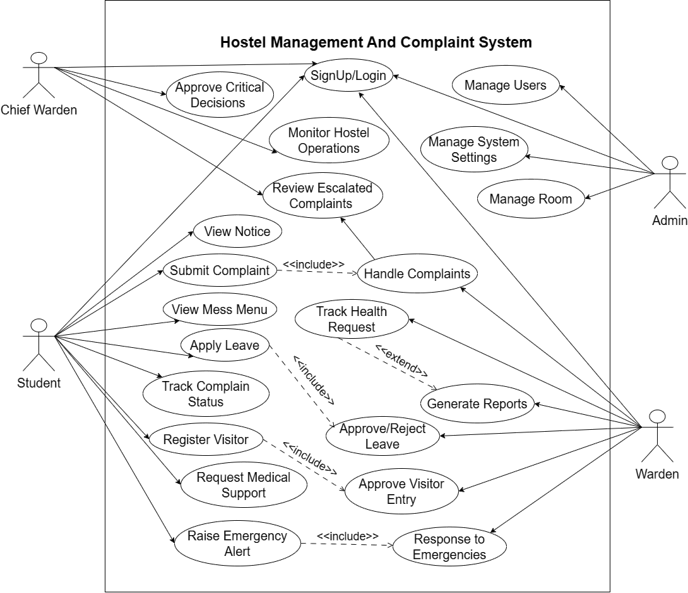 Hostel Management And Complaint System
SignUp/Login
Chief Warden
Approve Critical
Decisions
Manage Users
Monitor Hostel
Operations
Manage System
Settings
Review Escalated
Complaints
Manage Room
Admin
View Notice
Submit Complaint
<<include>>
Handle Complaints
View Mess Menu
Track Health
Request
Apply Leave
<<extend>>
Student
<<include>>
Track Complain
Status
Generate Reports
Register Visitor
Approve/Reject
Leave
<<include>>
Warden
Request Medical
Support
Approve Visitor
Entry
Raise Emergency
Alert
<<include>>
Response to
Emergencies